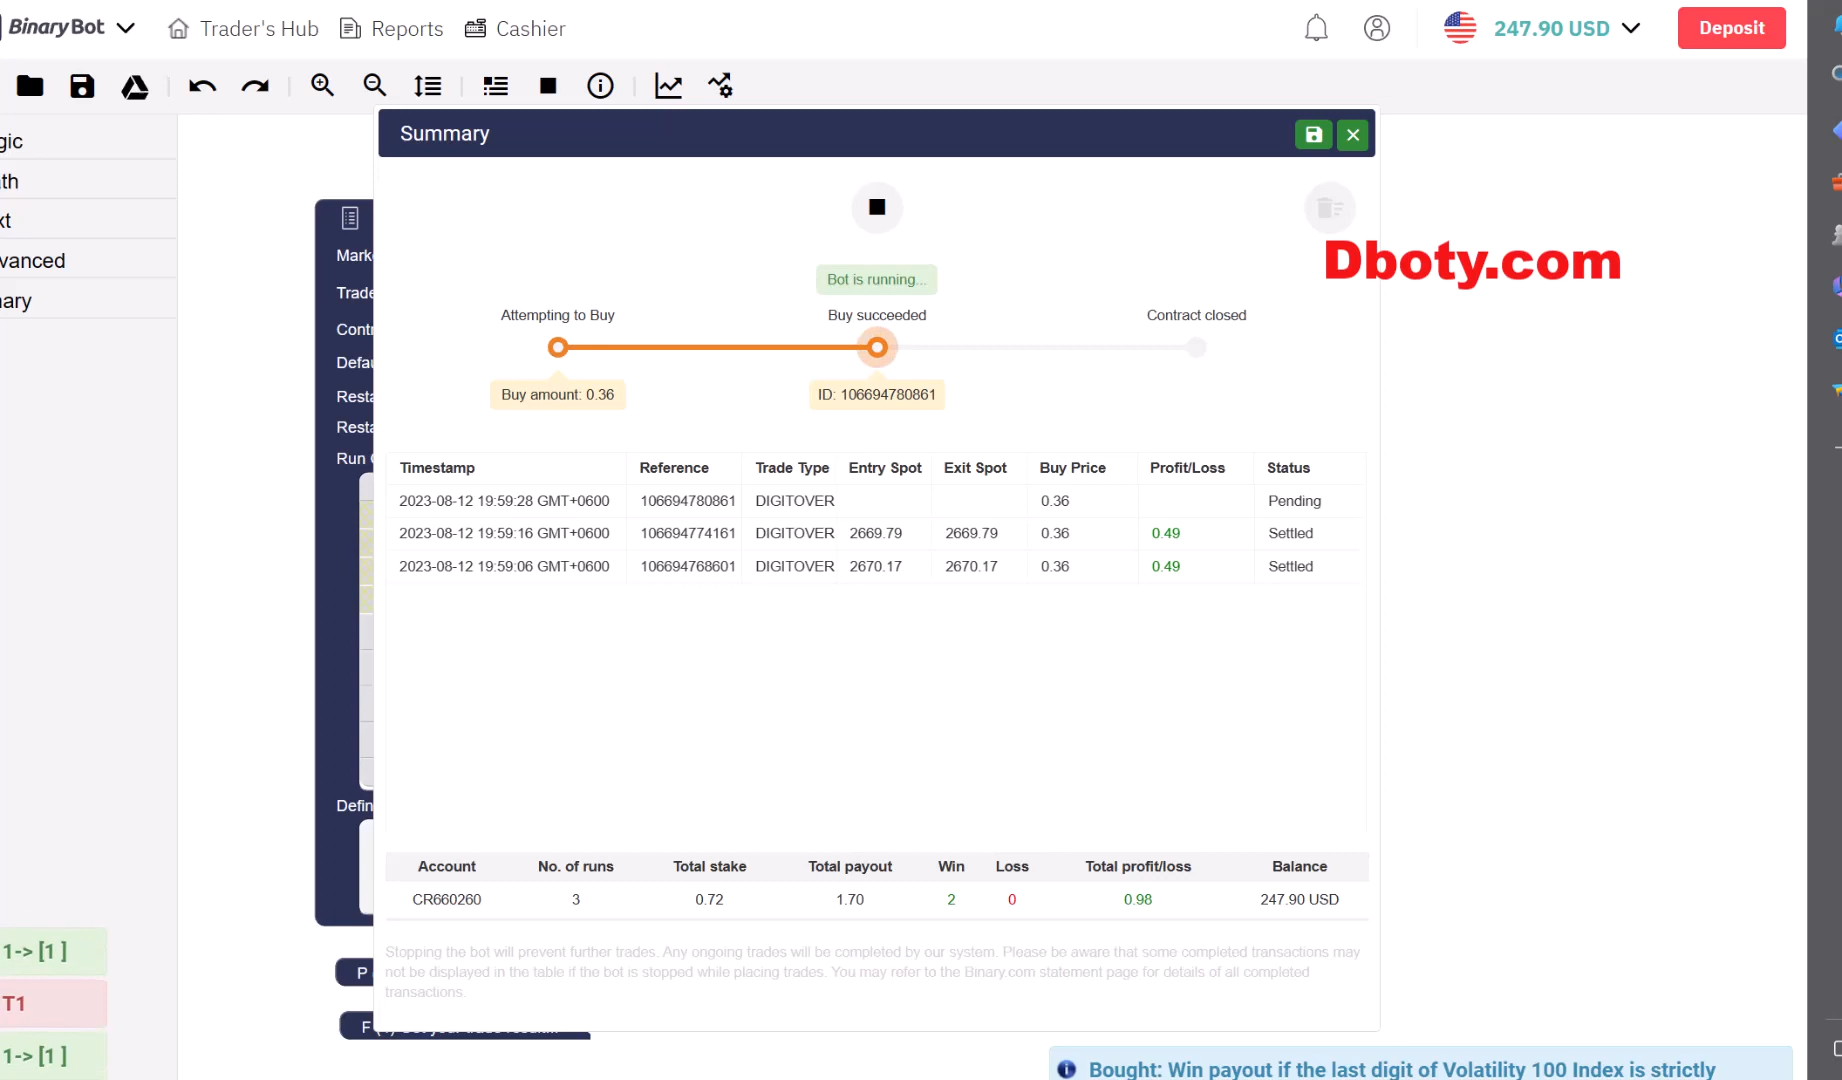 BinaryBot
Trader's Hub
Reports
Cashier
247.90 USD
Deposit
Summary
gic
th
xt
vanced
ary
Mark
Trade
Cont
Defau
Resta
Resta
Run
Defin
Bot is running...
Attempting to Buy
Buy succeeded
Contract closed
Buy amount: 0.36
ID: 106694780861
Dboty.com
Timestamp Reference Trade Type Entry Spot Exit Spot Buy Price Profit/Loss Status
2023-08-12 19:59:28 GMT+0600 106694780861 DIGITOVER 0.36 Pending
2023-08-12 19:59:16 GMT+0600 106694774161 DIGITOVER 2669.79 2669.79 0.36 0.49 Settled
2023-08-12 19:59:06 GMT+0600 106694768601 DIGITOVER 2670.17 2670.17 0.36 0.49 Settled
Account No. of runs Total stake Total payout Win Loss Total profit/loss Balance
CR660260 3 0.72 1.70 2 0 0.98 247.90 USD
Stopping the bot will prevent further trades. Any ongoing trades will be completed by our system. Please be aware that some completed transactions may
not be displayed in the table if the bot is stopped while placing trades. You may refer to the Binary.com statement page for details of all completed
transactions.
1-> [1 ]
T1
1-> [1 ]
P
F
Bought: Win payout if the last digit of Volatility 100 Index is strictly